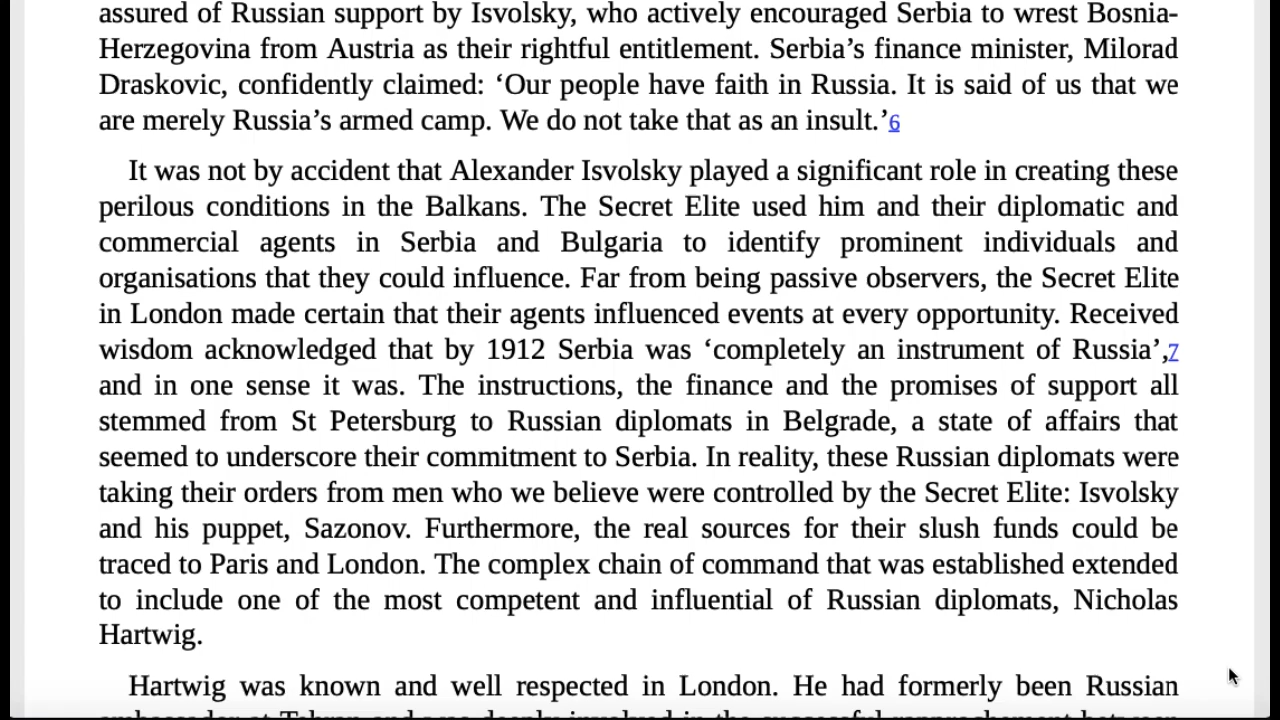 assured of Russian support by Isvolsky, who actively encouraged Serbia to wrest Bosnia-
Herzegovina from Austria as their rightful entitlement. Serbia’s finance minister, Milorad
Draskovic, confidently claimed: ‘Our people have faith in Russia. It is said of us that we
are merely Russia’s armed camp. We do not take that as an insult.’6
It was not by accident that Alexander Isvolsky played a significant role in creating these
perilous conditions in the Balkans. The Secret Elite used him and their diplomatic and
commercial agents in Serbia and Bulgaria to identify prominent individuals and
organisations that they could influence. Far from being passive observers, the Secret Elite
in London made certain that their agents influenced events at every opportunity. Received
wisdom acknowledged that by 1912 Serbia was ‘completely an instrument of Russia’,7
and in one sense it was. The instructions, the finance and the promises of support all
stemmed from St Petersburg to Russian diplomats in Belgrade, a state of affairs that
seemed to underscore their commitment to Serbia. In reality, these Russian diplomats were
taking their orders from men who we believe were controlled by the Secret Elite: Isvolsky
and his puppet, Sazonov. Furthermore, the real sources for their slush funds could be
traced to Paris and London. The complex chain of command that was established extended
to include one of the most competent and influential of Russian diplomats, Nicholas
Hartwig.
Hartwig was known and well respected in London. He had formerly been Russian